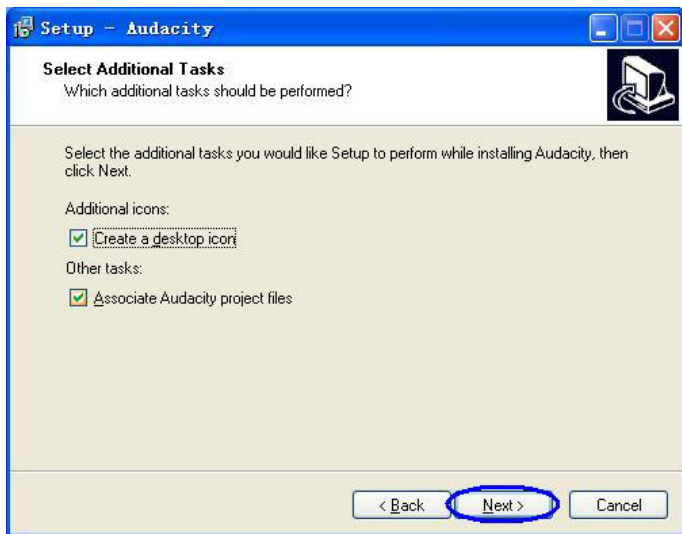 Setup - Audacity
Select Additional Tasks
Which additional tasks should be performed?
Select the additional tasks you would like Setup to perform while installing Audacity, then
click Next.
Additional icons:
Create a desktop icon
Other tasks:
Associate Audacity project files
< Back
Next >
Cancel